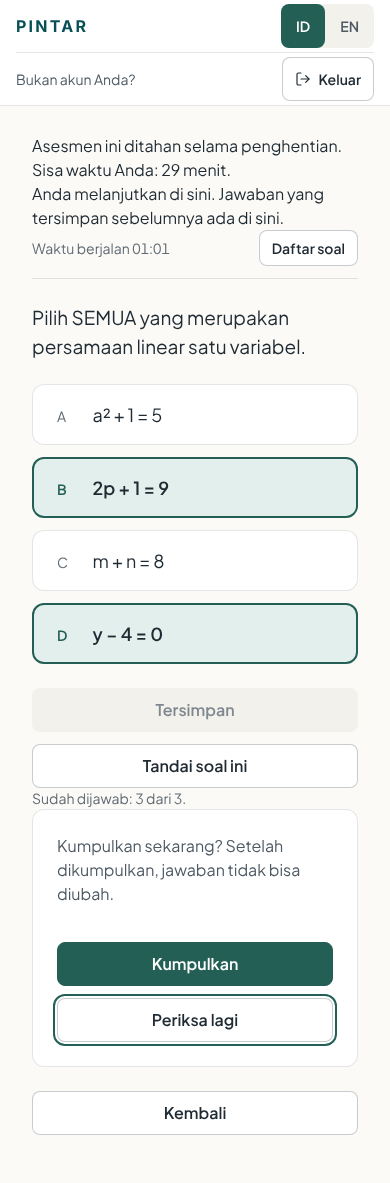 PINTAR
ID
EN
Bukan akun Anda?
Keluar
Asesmen ini ditahan selama penghentian.
Sisa waktu Anda: 29 menit.
Anda melanjutkan di sini. Jawaban yang
tersimpan sebelumnya ada di sini.
Waktu berjalan 01:01
Daftar soal
Pilih SEMUA yang merupakan
persamaan linear satu variabel.
A a² + 1 = 5
B 2p + 1 = 9
C m + n = 8
D y − 4 = 0
Tersimpan
Tandai soal ini
Sudah dijawab: 3 dari 3.
Kumpulkan sekarang? Setelah
dikumpulkan, jawaban tidak bisa
diubah.
Kumpulkan
Periksa lagi
Kembali